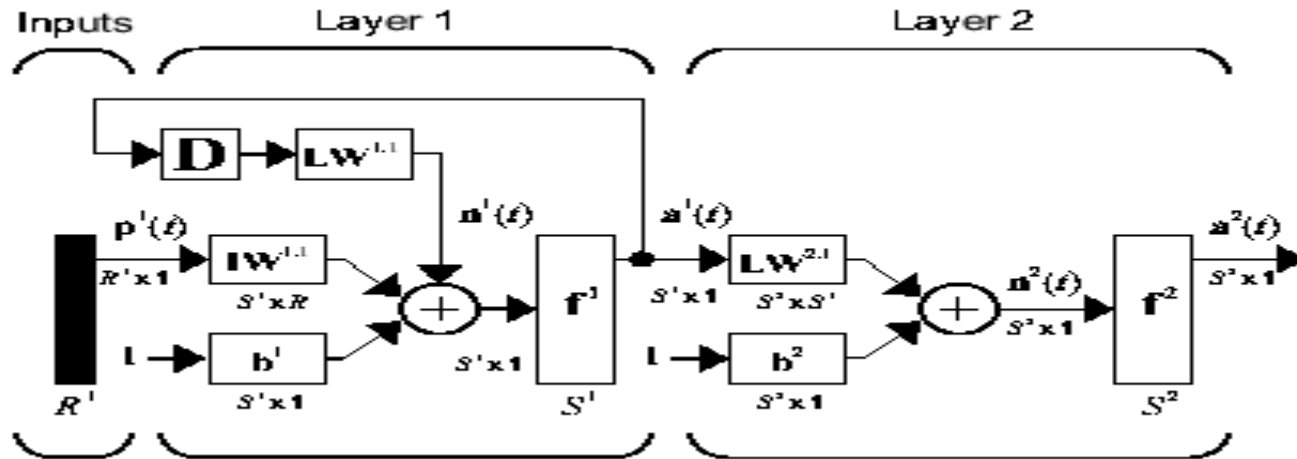 Inputs Layer 1 Layer 2
D LW¹·¹
p¹(t) n¹(t) a¹(t) a²(t)
IW¹·¹ LW²·¹ n²(t)
R¹x1 S¹xR S¹x1 S²xS¹ S²x1 S²x1
f¹ f²
1 b¹ S¹x1 1 b²
R¹ S¹x1 S¹ S²x1 S²